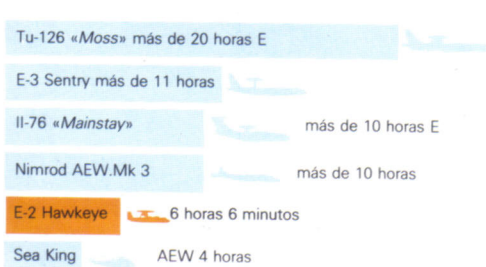 Tu-126 «Moss» más de 20 horas E
E-3 Sentry más de 11 horas
Il-76 «Mainstay» más de 10 horas E
Nimrod AEW.Mk 3 más de 10 horas
E-2 Hawkeye 6 horas 6 minutos
Sea King AEW 4 horas